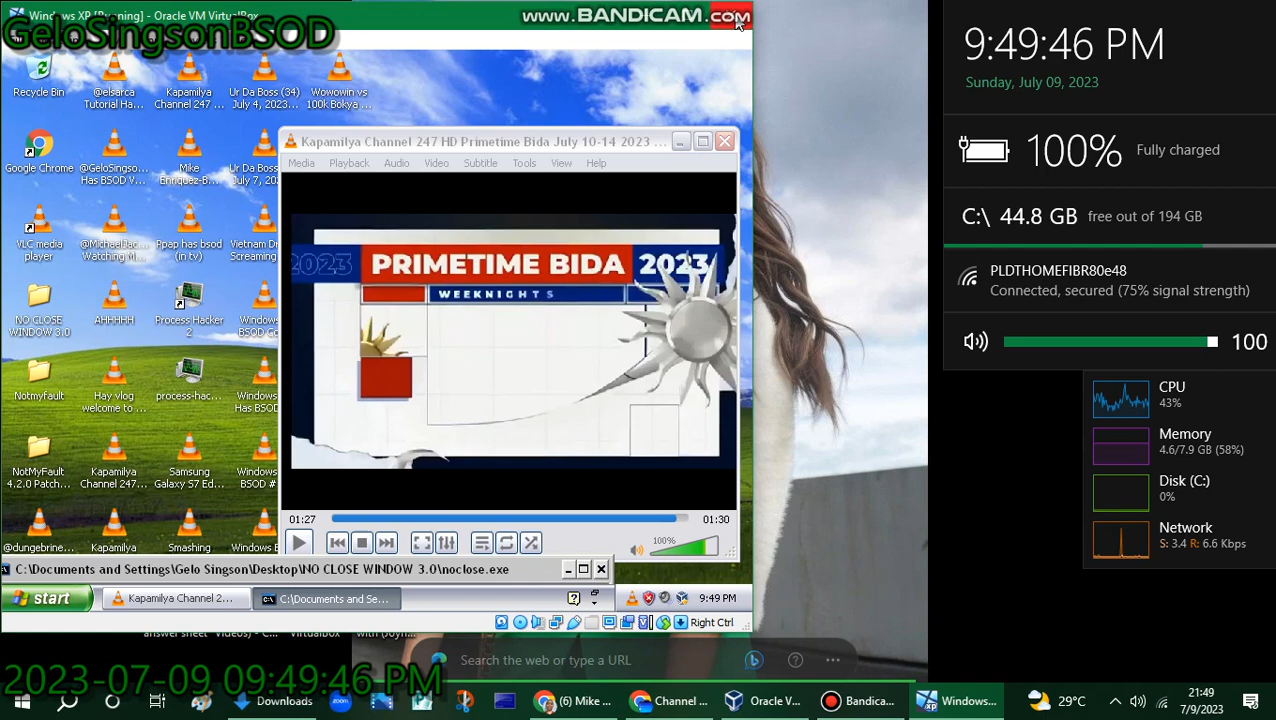 Windows XP [Running] - Oracle VM VirtualBox
www.BANDICAM.com
GeloSingsonBSOD
Recycle Bin
@elsarca
Tutorial Ha...
Kapamilya
Channel 247 ...
Ur Da Boss (34)
July 4, 2023...
Wowowin vs
100k Bokya ...
Google Chrome
@GeloSingso...
Has BSOD V...
Mike
Enriquez-B...
Ur Da Boss
July 7, 20
VLC media
player
@MichaelJac...
Watching M...
Ppap has bsod
(in tv)
Vietnam Dr
Screaming
NO CLOSE
WINDOW 3.0
AHHHHH
Process Hacker
2
Window
BSOD Go
Notmyfault
Hay vlog
welcome to ...
process-hac...
Windows
Has BSOD
NotMyFault
4.2.0 Patch...
Kapamilya
Channel 247...
Samsung
Galaxy S7 Ed...
Windows
BSOD #
@dungebrine...
Kapamilya
Smashing
Windows
Kapamilya Channel 247 HD Primetime Bida July 10-14 2023 ...
Media Playback Audio Video Subtitle Tools View Help
2023 PRIMETIME BIDA 2023
WEEKNIGHTS
01:27 01:30
100%
C:\Documents and Settings\Gelo Singson\Desktop\NO CLOSE WINDOW 3.0\noclose.exe
start
Kapamilya Channel 2...
C:\Documents and Se...
9:49 PM
Right Ctrl
answer sheet
Videos) - C...
VirtualBox
with (Joyn...
2023-07-09 09:49:46 PM
Search the web or type a URL
9:49:46 PM
Sunday, July 09, 2023
100% Fully charged
C:\ 44.8 GB free out of 194 GB
PLDTHOMEFIBR80e48
Connected, secured (75% signal strength)
100
CPU
43%
Memory
4.6/7.9 GB (58%)
Disk (C:)
0%
Network
S: 3.4 R: 6.6 Kbps
Downloads
zoom
(6) Mike ...
Channel ...
Oracle V...
Bandica...
Windows...
29°C
21:49
7/9/2023